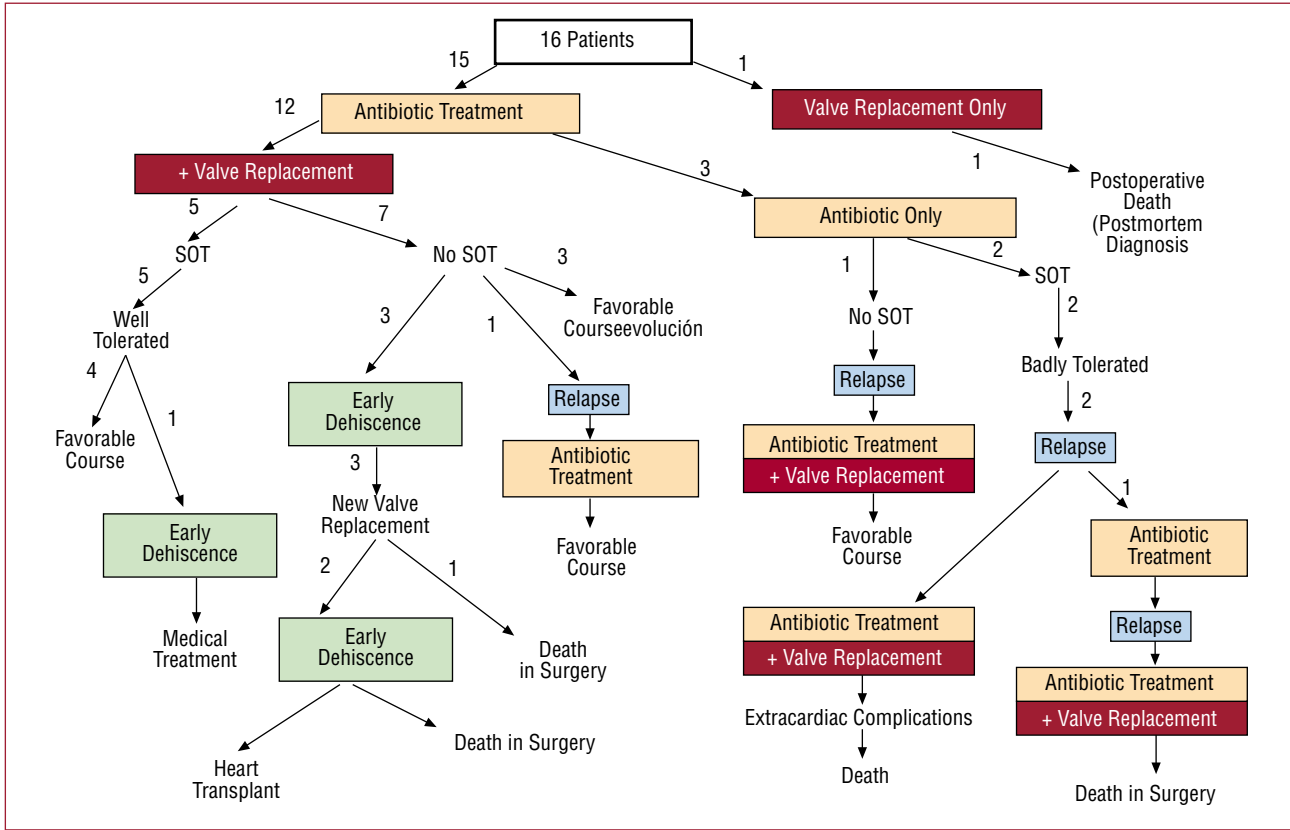 16 Patients
15
1
12
Antibiotic Treatment
Valve Replacement Only
+ Valve Replacement
3
1
Postoperative
Death
(Postmortem
Diagnosis
5
7
Antibiotic Only
SOT
No SOT
3
1
2
SOT
5
Favorable
Courseevolución
3
1
No SOT
2
Well
Tolerated
Badly Tolerated
4
1
Relapse
Relapse
2
Favorable
Course
Early
Dehiscence
Antibiotic
Treatment
Antibiotic Treatment
+ Valve Replacement
Relapse
3
1
New Valve
Replacement
Early
Dehiscence
Favorable
Course
Favorable
Course
Antibiotic
Treatment
2
1
Medical
Treatment
Early
Dehiscence
Death
in Surgery
Antibiotic Treatment
+ Valve Replacement
Relapse
Antibiotic Treatment
+ Valve Replacement
Extracardiac Complications
Death in Surgery
Heart
Transplant
Death
Death in Surgery